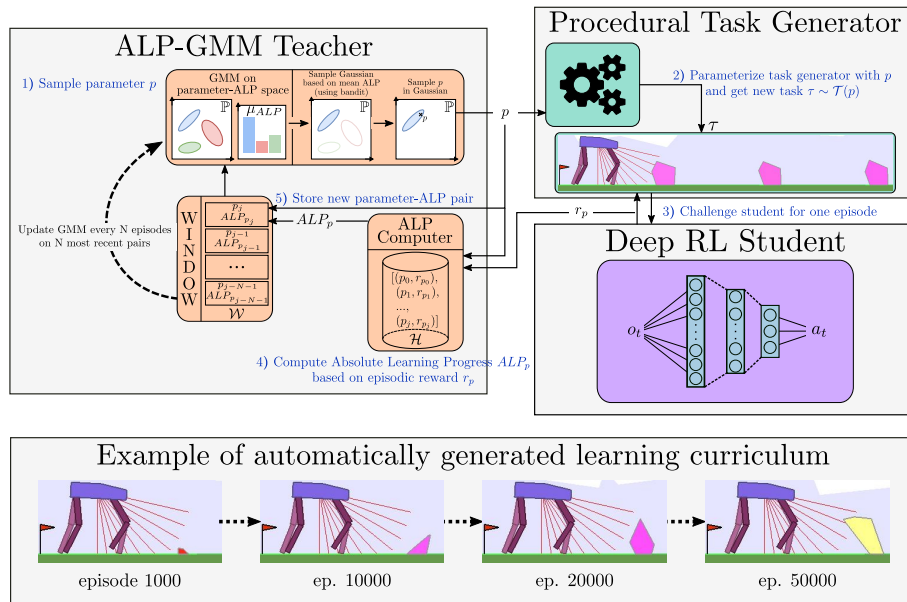 ALP-GMM Teacher
1) Sample parameter p
GMM on
parameter-ALP space
ℙ
μ_ALP
Sample Gaussian
based on mean ALP
(using bandit)
ℙ
Sample p
in Gaussian
ℙ
p
p
Update GMM every N episodes
on N most recent pairs
WINDOW
p_j
ALP_{p_j}
p_{j-1}
ALP_{p_{j-1}}
...
p_{j-N-1}
ALP_{p_{j-N-1}}
𝒲
5) Store new parameter-ALP pair
ALP_p
ALP
Computer
[(p_0, r_{p_0}),
(p_1, r_{p_1}),
...,
(p_j, r_{p_j})]
ℋ
4) Compute Absolute Learning Progress ALP_p
based on episodic reward r_p
Procedural Task Generator
2) Parameterize task generator with p
and get new task τ ∼ 𝒯(p)
τ
r_p
3) Challenge student for one episode
Deep RL Student
o_t
a_t
Example of automatically generated learning curriculum
episode 1000
ep. 10000
ep. 20000
ep. 50000